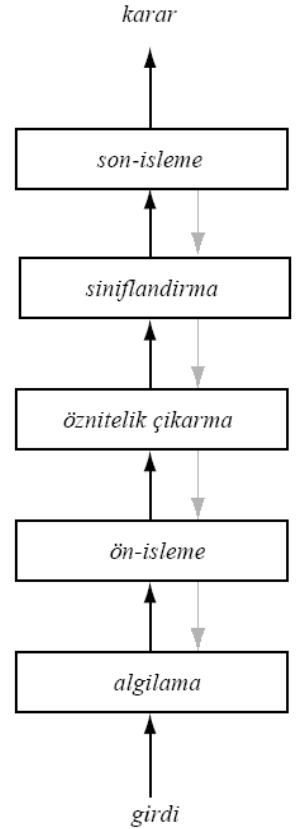 karar
son-isleme
siniflandirma
öznitelik çikarma
ön-isleme
algilama
girdi